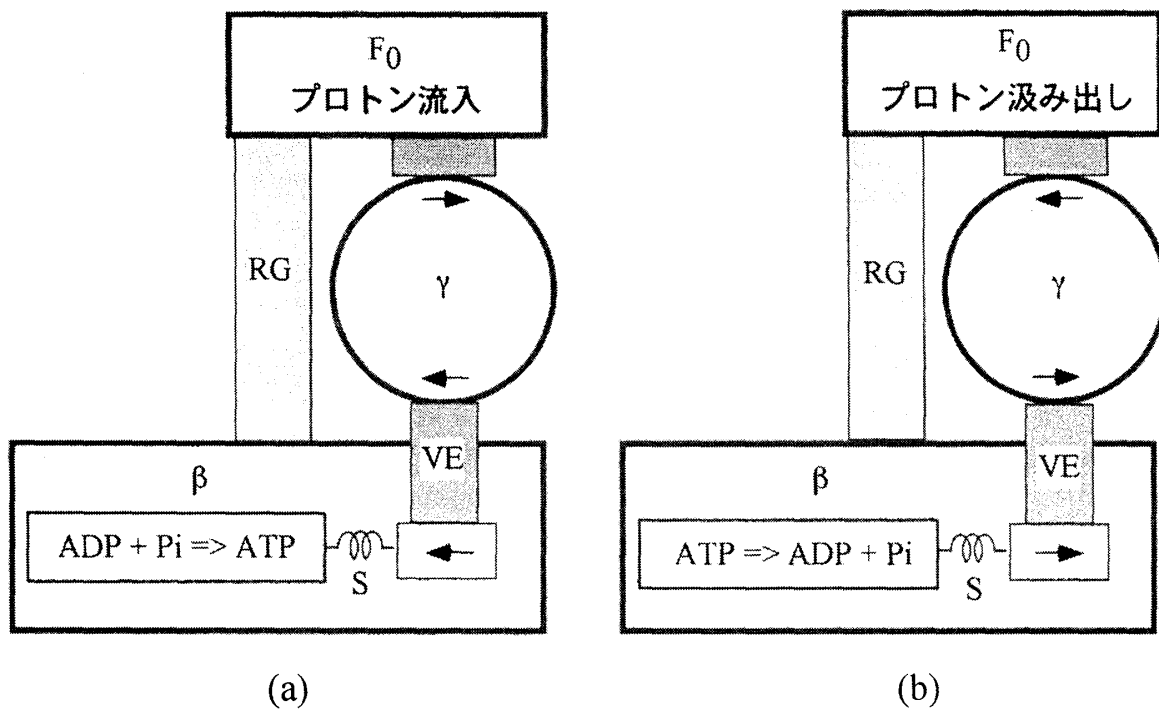 F0
プロトン流入
RG
γ
VE
β
ADP + Pi => ATP
S
(a)
F0
プロトン汲み出し
RG
γ
VE
β
ATP => ADP + Pi
S
(b)